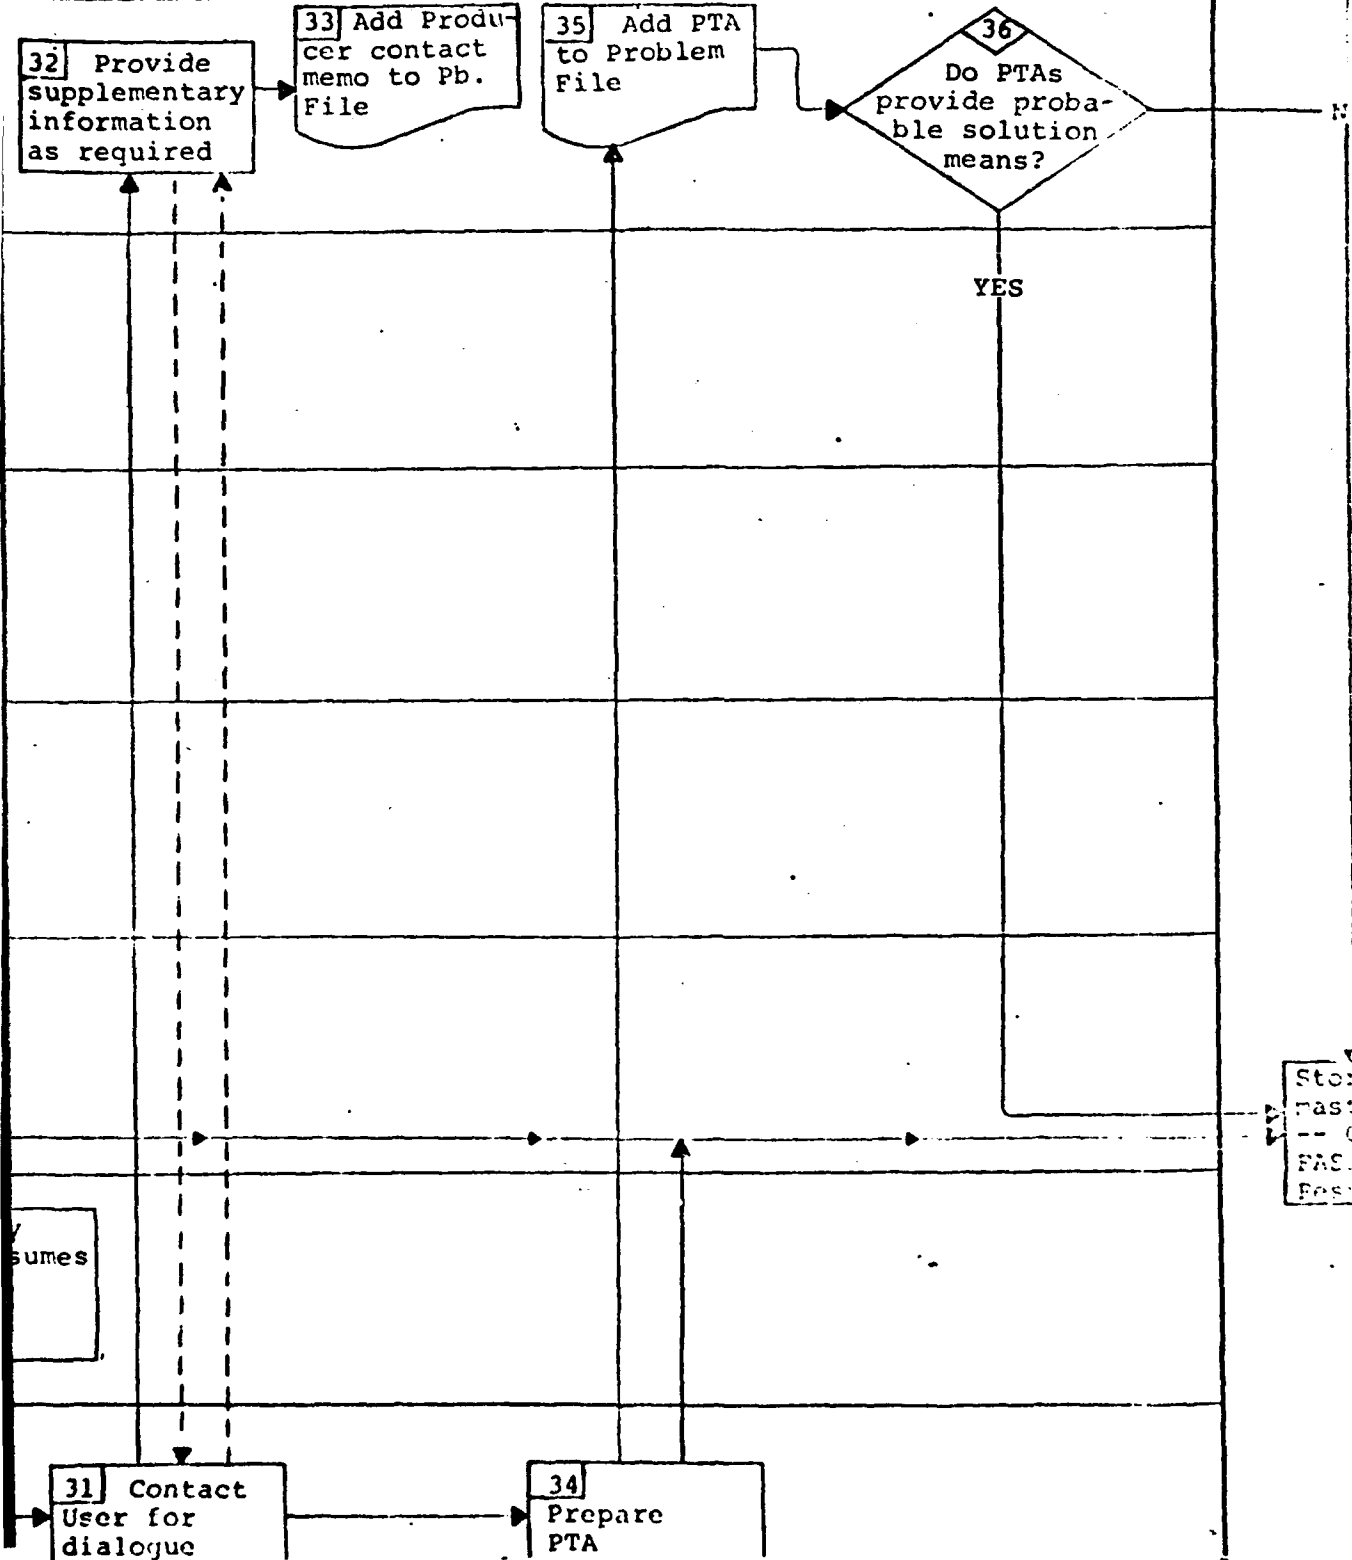 32 Provide
supplementary
information
as required
33 Add Produ-
cer contact
memo to Pb.
File
35 Add PTA
to Problem
File
36
Do PTAs
provide proba-
ble solution
means?
N
YES
--
sumes
31 Contact
User for
dialogue
34
Prepare
PTA